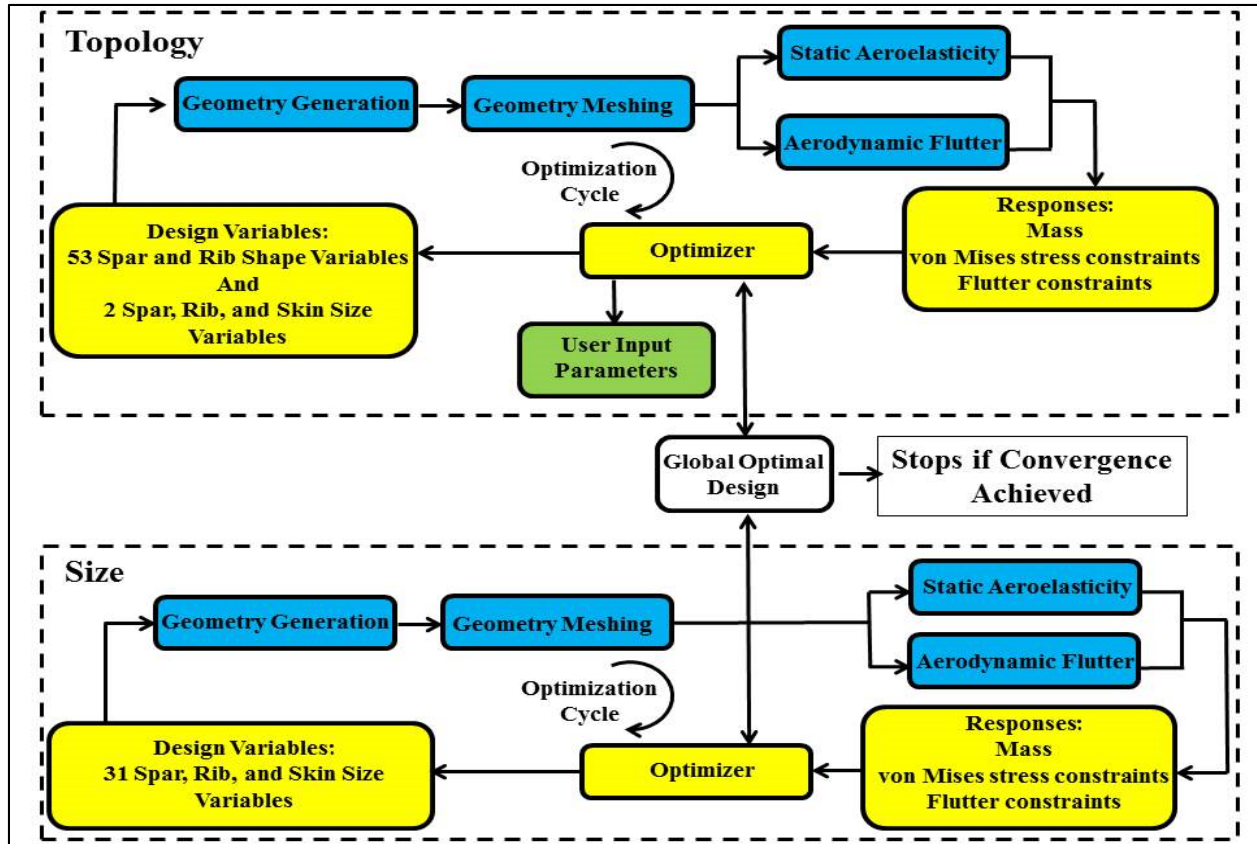 Topology
Geometry Generation
Geometry Meshing
Static Aeroelasticity
Aerodynamic Flutter
Optimization
Cycle
Design Variables:
53 Spar and Rib Shape Variables
And
2 Spar, Rib, and Skin Size
Variables
Optimizer
Responses:
Mass
von Mises stress constraints
Flutter constraints
User Input
Parameters
Global Optimal
Design
Stops if Convergence
Achieved
Size
Geometry Generation
Geometry Meshing
Static Aeroelasticity
Aerodynamic Flutter
Optimization
Cycle
Design Variables:
31 Spar, Rib, and Skin Size
Variables
Optimizer
Responses:
Mass
von Mises stress constraints
Flutter constraints